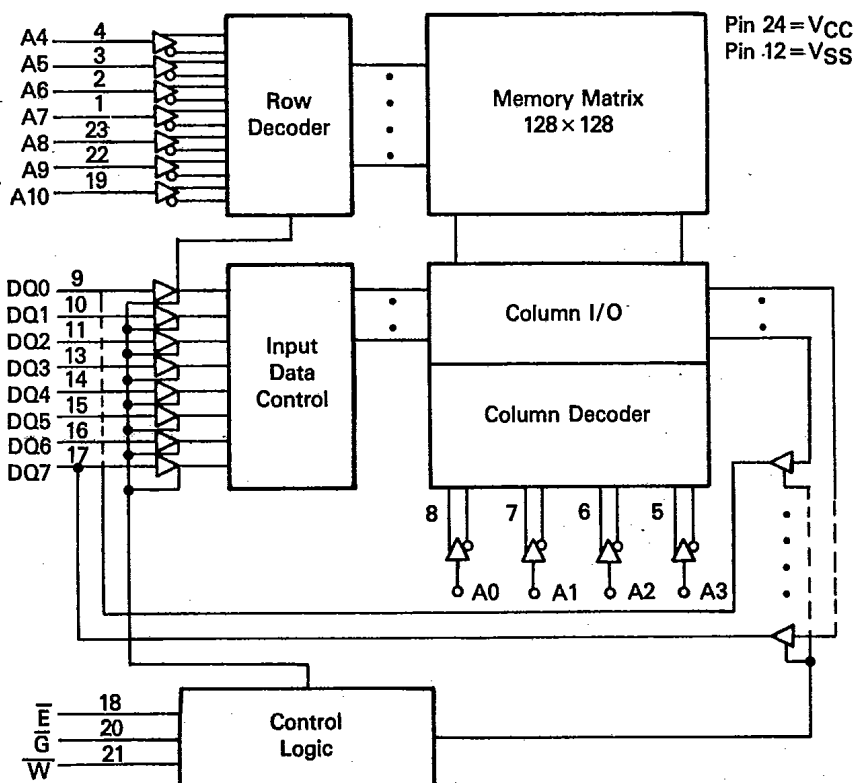 Pin 24 = VCC
Pin 12 = VSS
A4 4
A5 3
A6 2
A7 1
A8 23
A9 22
A10 19
Row
Decoder
Memory Matrix
128 × 128
DQ0 9
DQ1 10
DQ2 11
DQ3 13
DQ4 14
DQ5 15
DQ6 16
DQ7 17
Input
Data
Control
Column I/O
Column Decoder
8 7 6 5
A0 A1 A2 A3
E̅ 18
G̅ 20
W̅ 21
Control
Logic